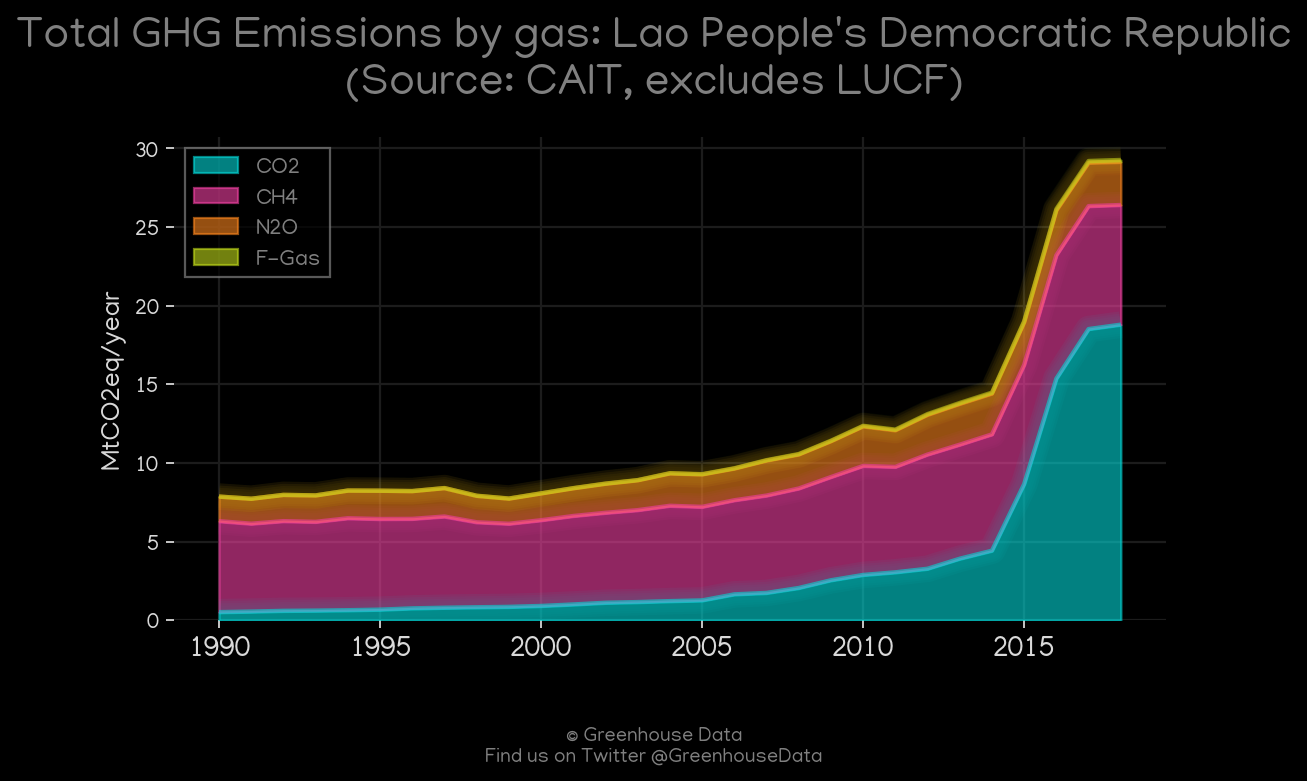 Total GHG Emissions by gas: Lao People's Democratic Republic
(Source: CAIT, excludes LUCF)
30
25
20
15
10
5
0
MtCO2eq/year
CO2
CH4
N2O
F-Gas
1990 1995 2000 2005 2010 2015
© Greenhouse Data
Find us on Twitter @GreenhouseData